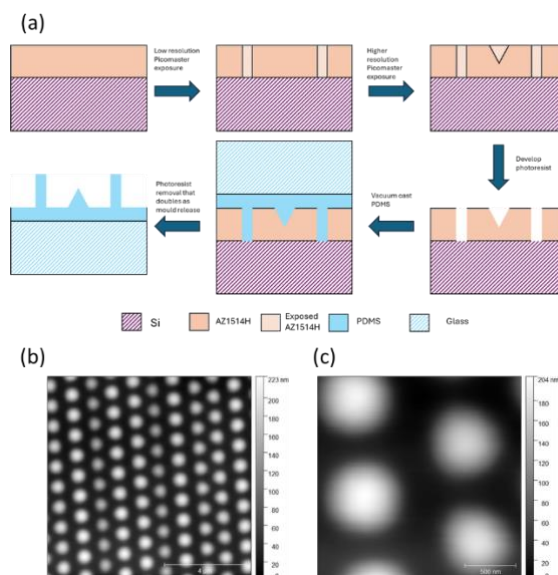 (a)
Low resolution
Picomaster
exposure
Higher
resolution
Picomaster
exposure
Develop
photoresist
Photoresist
removal that
doubles as
mould release
Vacuum cast
PDMS
Si
AZ1514H
Exposed
AZ1514H
PDMS
Glass
(b)
(c)
223 nm
200
180
160
140
120
100
80
60
40
20
0
204 nm
180
160
140
120
100
80
60
40
20
0
500 nm